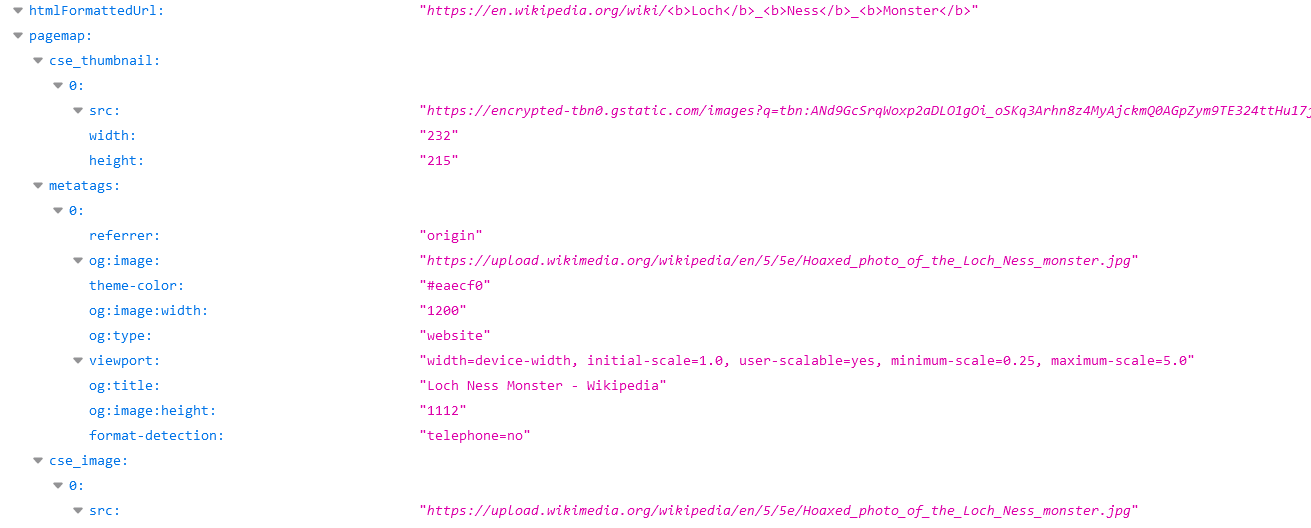 htmlFormattedUrl: "https://en.wikipedia.org/wiki/<b>Loch</b>_<b>Ness</b>_<b>Monster</b>"
pagemap:
cse_thumbnail:
0:
src: "https://encrypted-tbn0.gstatic.com/images?q=tbn:ANd9GcSrqWoxp2aDLO1gOi_oSKq3Arhn8z4MyAjckmQ0AGpZym9TE324ttHu17j
width: "232"
height: "215"
metatags:
0:
referrer: "origin"
og:image: "https://upload.wikimedia.org/wikipedia/en/5/5e/Hoaxed_photo_of_the_Loch_Ness_monster.jpg"
theme-color: "#eaecf0"
og:image:width: "1200"
og:type: "website"
viewport: "width=device-width, initial-scale=1.0, user-scalable=yes, minimum-scale=0.25, maximum-scale=5.0"
og:title: "Loch Ness Monster - Wikipedia"
og:image:height: "1112"
format-detection: "telephone=no"
cse_image:
0:
src: "https://upload.wikimedia.org/wikipedia/en/5/5e/Hoaxed_photo_of_the_Loch_Ness_monster.jpg"